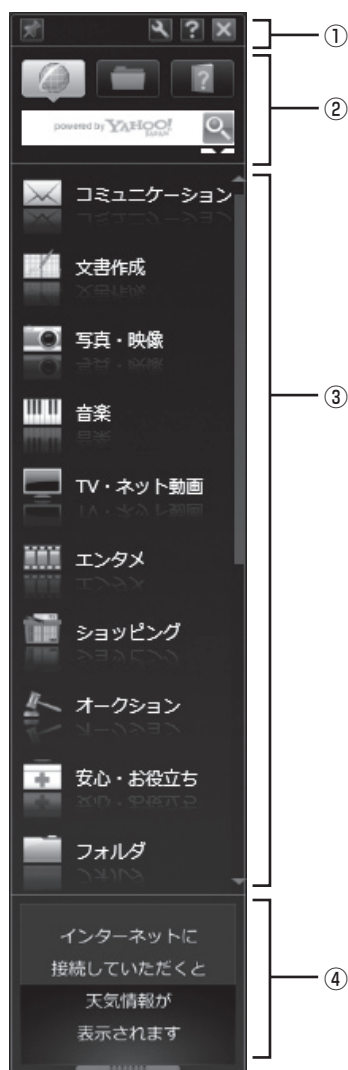 ①
?
②
?
powered by YAHOO!
JAPAN
コミュニケーション
文書作成
写真・映像
音楽
TV・ネット動画
③
エンタメ
ショッピング
オークション
安心・お役立ち
フォルダ
インターネットに
接続していただくと
天気情報が
表示されます
④